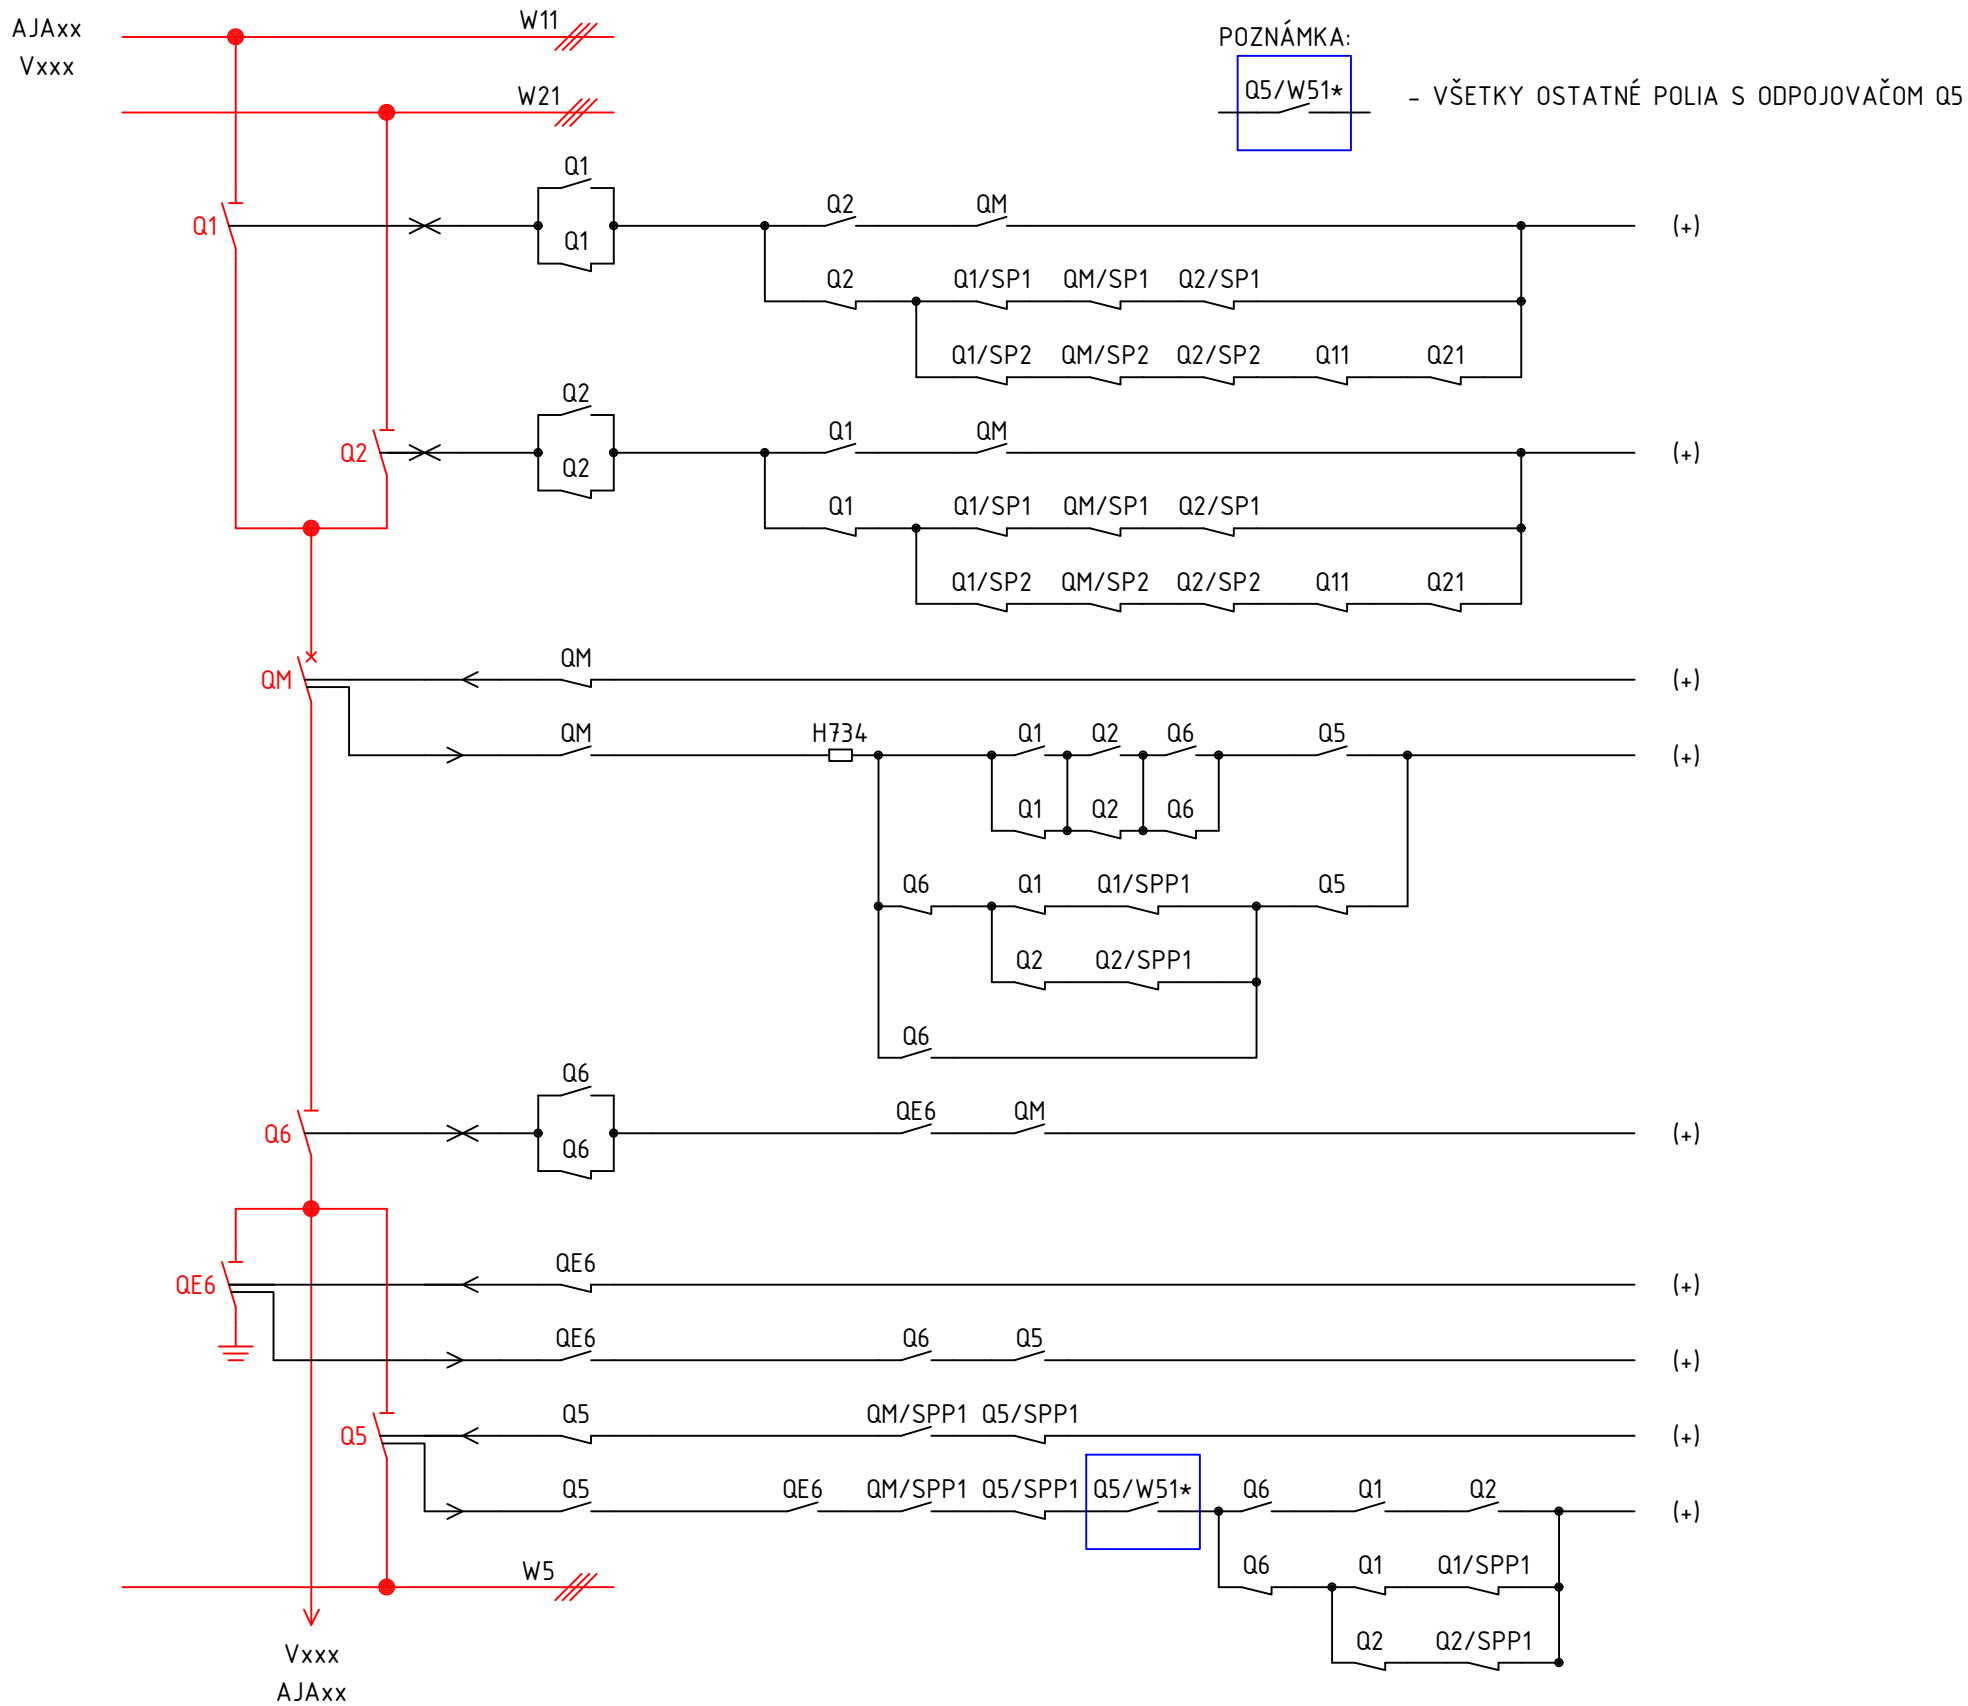 AJAxx
Vxxx
W11
W21
POZNÁMKA:
Q5/W51*
- VŠETKY OSTATNÉ POLIA S ODPOJOVAČOM Q5
Q1
Q1
Q1
Q2
QM
(+)
Q2
Q1/SP1
QM/SP1
Q2/SP1
Q1/SP2
QM/SP2
Q2/SP2
Q11
Q21
Q2
Q2
Q2
Q1
QM
(+)
Q1
Q1/SP1
QM/SP1
Q2/SP1
Q1/SP2
QM/SP2
Q2/SP2
Q11
Q21
QM
QM
(+)
QM
H734
Q1
Q2
Q6
Q5
(+)
Q1
Q2
Q6
Q6
Q1
Q1/SPP1
Q5
Q2
Q2/SPP1
Q6
Q6
Q6
Q6
QE6
QM
(+)
QE6
QE6
(+)
QE6
Q6
Q5
(+)
Q5
Q5
QM/SPP1
Q5/SPP1
(+)
Q5
QE6
QM/SPP1
Q5/SPP1
Q5/W51*
Q6
Q1
Q2
(+)
W5
Q6
Q1
Q1/SPP1
Q2
Q2/SPP1
Vxxx
AJAxx